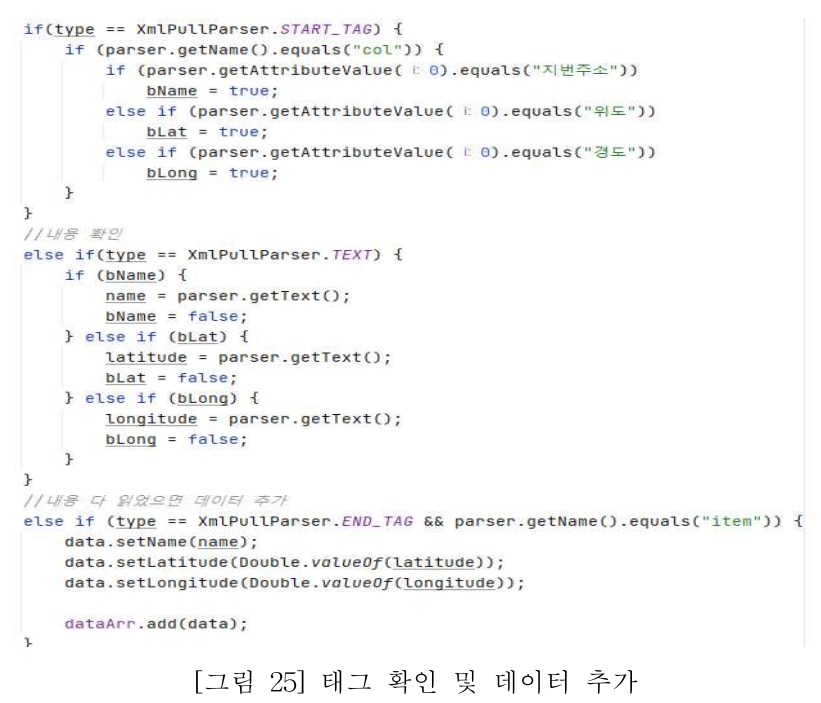 if(type == XmlPullParser.START_TAG) {
    if (parser.getName().equals("col")) {
        if (parser.getAttributeValue( i: 0).equals("지번주소"))
            bName = true;
        else if (parser.getAttributeValue( i: 0).equals("위도"))
            bLat = true;
        else if (parser.getAttributeValue( i: 0).equals("경도"))
            bLong = true;
    }
}
//내용 확인
else if(type == XmlPullParser.TEXT) {
    if (bName) {
        name = parser.getText();
        bName = false;
    } else if (bLat) {
        latitude = parser.getText();
        bLat = false;
    } else if (bLong) {
        longitude = parser.getText();
        bLong = false;
    }
}
//내용 다 읽었으면 데이터 추가
else if (type == XmlPullParser.END_TAG && parser.getName().equals("item")) {
    data.setName(name);
    data.setLatitude(Double.valueOf(latitude));
    data.setLongitude(Double.valueOf(longitude));

    dataArr.add(data);
}
[그림 25] 태그 확인 및 데이터 추가